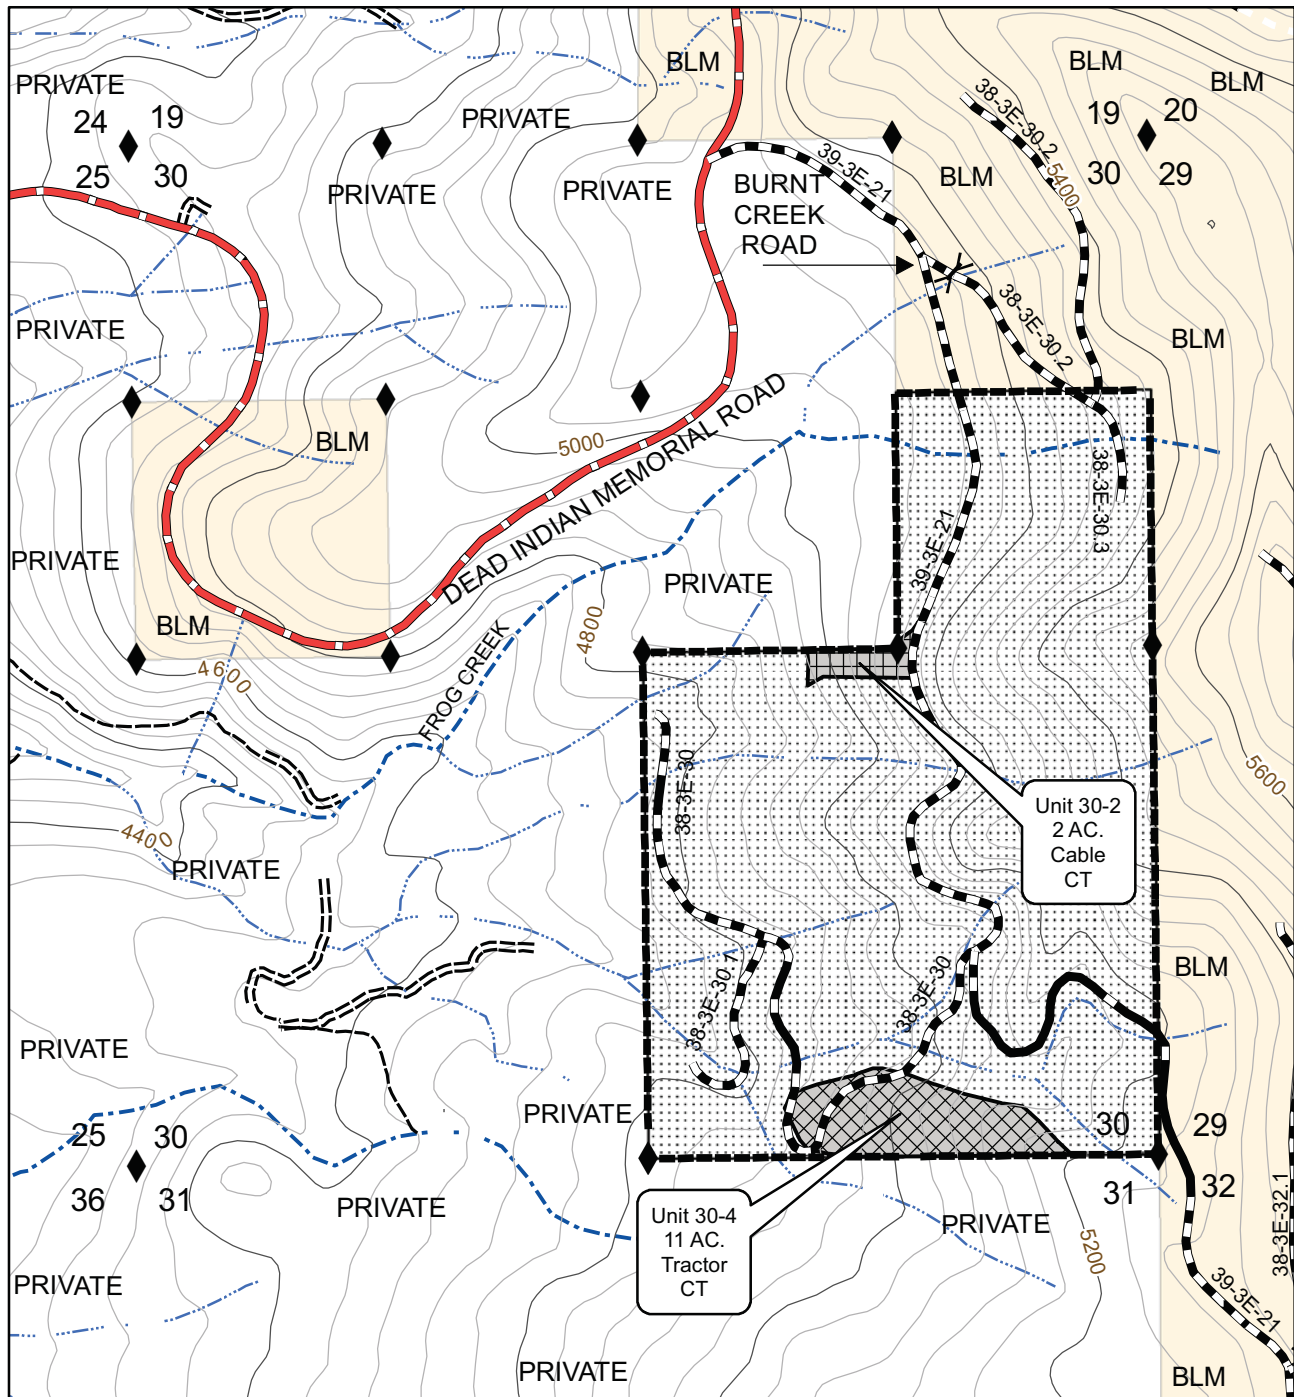 BLM
BLM
BLM
PRIVATE
24
19
PRIVATE
19
20
38-3E-30.2
25
30
PRIVATE
PRIVATE
39-3E-21
BLM
5400
30
29
BURNT
CREEK
ROAD
PRIVATE
38-3E-30.2
BLM
BLM
5000
DEAD INDIAN MEMORIAL ROAD
38-3E-30.3
39-3E-21
PRIVATE
PRIVATE
BLM
4800
4600
FROG CREEK
38-3E-30
5600
Unit 30-2
2 AC.
Cable
CT
4400
PRIVATE
BLM
38-3E-30.1
38-3E-30
PRIVATE
PRIVATE
25
30
30
29
36
31
31
32
PRIVATE
Unit 30-4
11 AC.
Tractor
CT
PRIVATE
5200
38-3E-32.1
PRIVATE
39-3E-21
PRIVATE
BLM